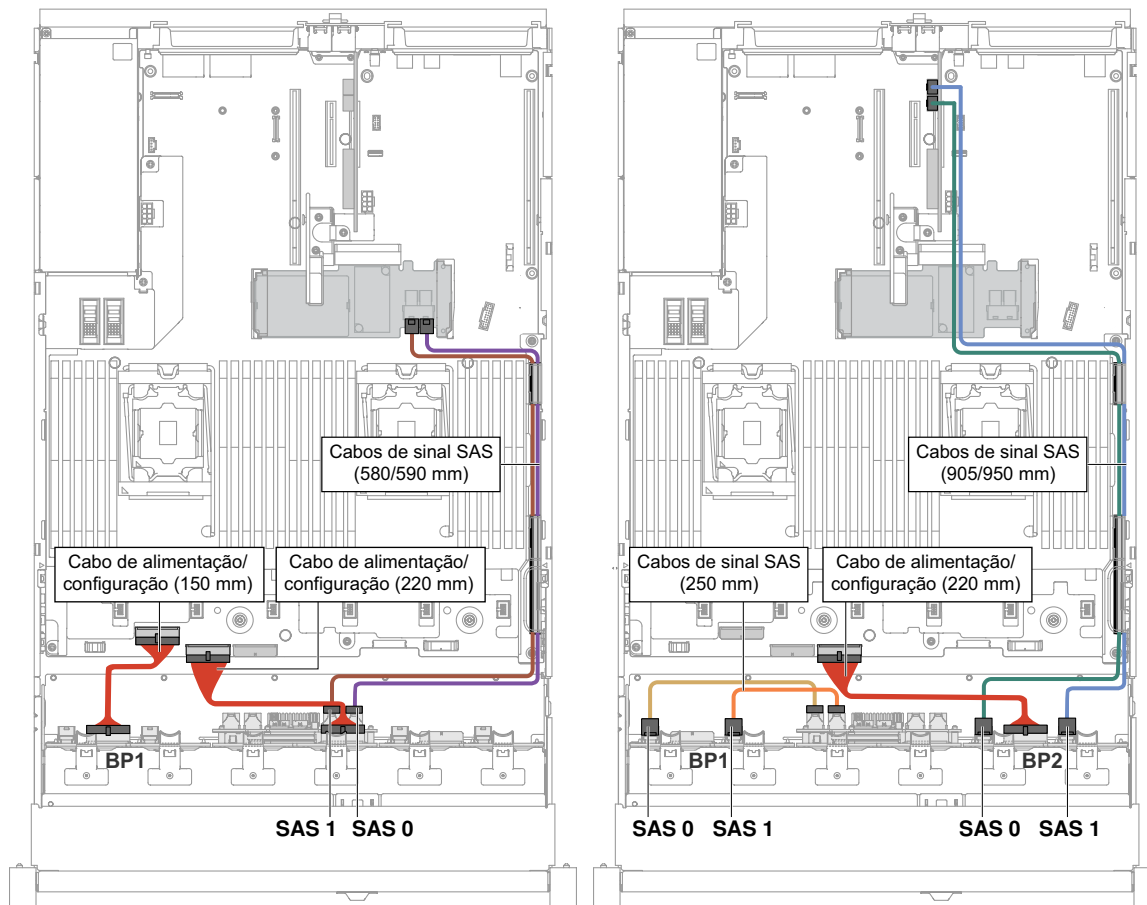 Cabos de sinal SAS
(580/590 mm)
Cabo de alimentação/
configuração (150 mm)
Cabo de alimentação/
configuração (220 mm)
BP1
SAS 1
SAS 0
Cabos de sinal SAS
(905/950 mm)
Cabos de sinal SAS
(250 mm)
Cabo de alimentação/
configuração (220 mm)
BP1
BP2
SAS 0
SAS 1
SAS 0
SAS 1